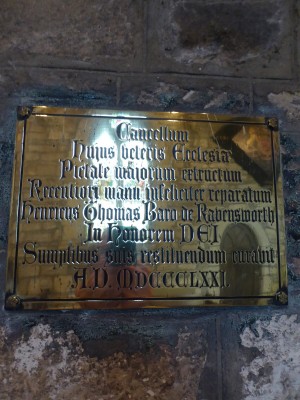 Cancellum
Hujus veteris Ecclesiæ
Pietate majorum extructum
Recentiori manu infeliciter reparatum
Henricus Thomas Baro de Ravensworth
In Honorem DEI
Sumptibus suis restituendum curavit
A.D. MDCCCLXXI.